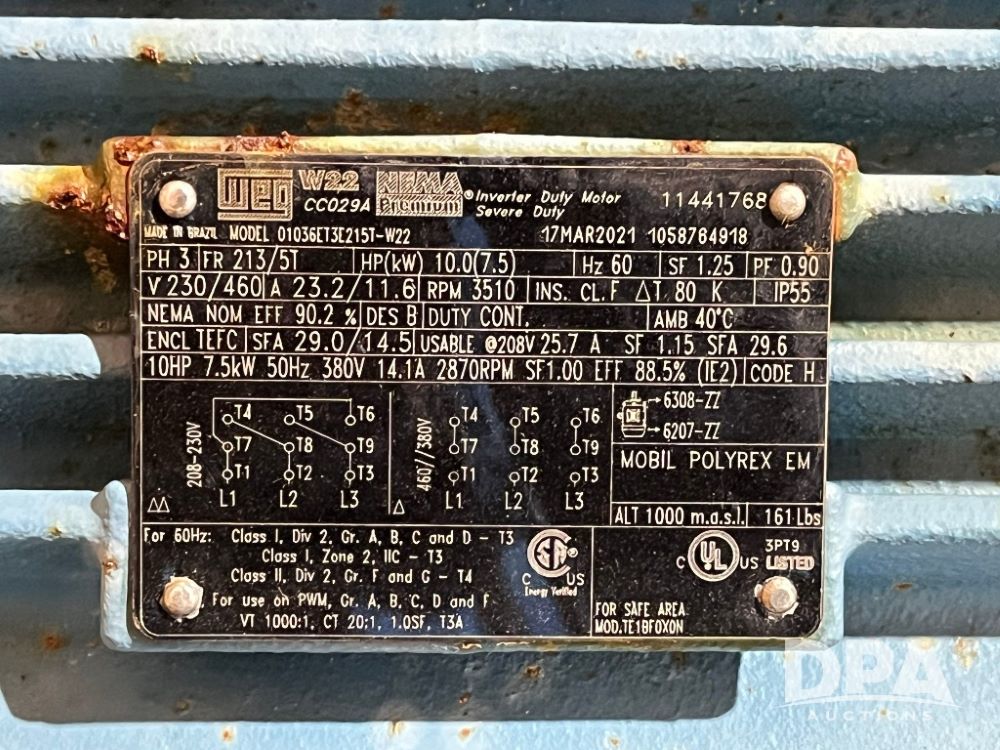 WEG W22 NEMA Premium ® Inverter Duty Motor 11441768
CC029A Severe Duty
MADE IN BRAZIL MODEL 01036ET3E215T-W22 17MAR2021 1058764918
PH 3 FR 213/5T HP(kW) 10.0(7.5) Hz 60 SF 1.25 PF 0.90
V 230/460 A 23.2/11.6 RPM 3510 INS. CL. F ΔT 80 K IP55
NEMA NOM EFF 90.2 % DES B DUTY CONT. AMB 40°C
ENCL TEFC SFA 29.0/14.5 USABLE @208V 25.7 A SF 1.15 SFA 29.6
10HP 7.5kW 50Hz 380V 14.1A 2870RPM SF1.00 EFF 88.5% (IE2) CODE H
208-230V
T4 T5 T6
T7 T8 T9
T1 T2 T3
L1 L2 L3
ΔΔ
460//380V
T4 T5 T6
T7 T8 T9
T1 T2 T3
L1 L2 L3
Δ
6308-ZZ
6207-ZZ
MOBIL POLYREX EM
ALT 1000 m.a.s.l. 161 Lbs
For 60Hz: Class I, Div 2, Gr. A, B, C and D - T3
Class I, Zone 2, IIC - T3
Class II, Div 2, Gr. F and G - T4
For use on PWM, Gr. A, B, C, D and F
VT 1000:1, CT 20:1, 1.0SF, T3A
SA ®
C US
Energy Verified
C UL US
3PT9
LISTED
FOR SAFE AREA
MOD.TE1BF0X0N
DPA
AUCTIONS